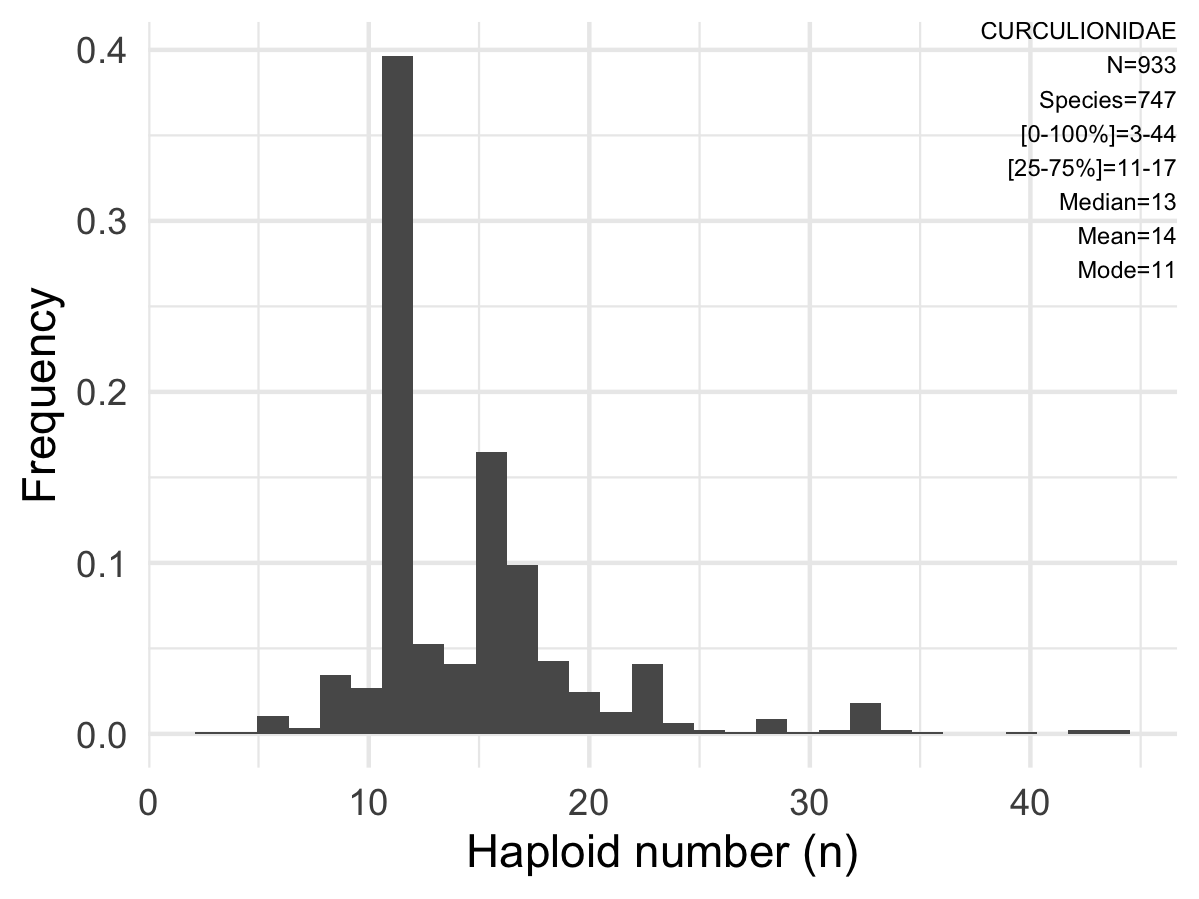 CURCULIONIDAE
N=933
Species=747
[0-100%]=3-44
[25-75%]=11-17
Median=13
Mean=14
Mode=11
0.4
0.3
0.2
0.1
0.0
Frequency
0 10 20 30 40
Haploid number (n)